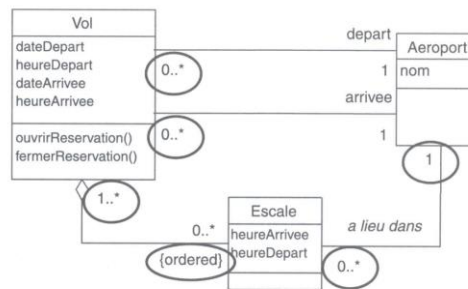 Vol
dateDepart
heureDepart
dateArrivee
heureArrivee
ouvrirReservation()
fermerReservation()
0..*
depart
1
0..*
arrivee
1
Aeroport
nom
1
1..*
0..*
{ordered}
Escale
heureArrivee
heureDepart
a lieu dans
0..*